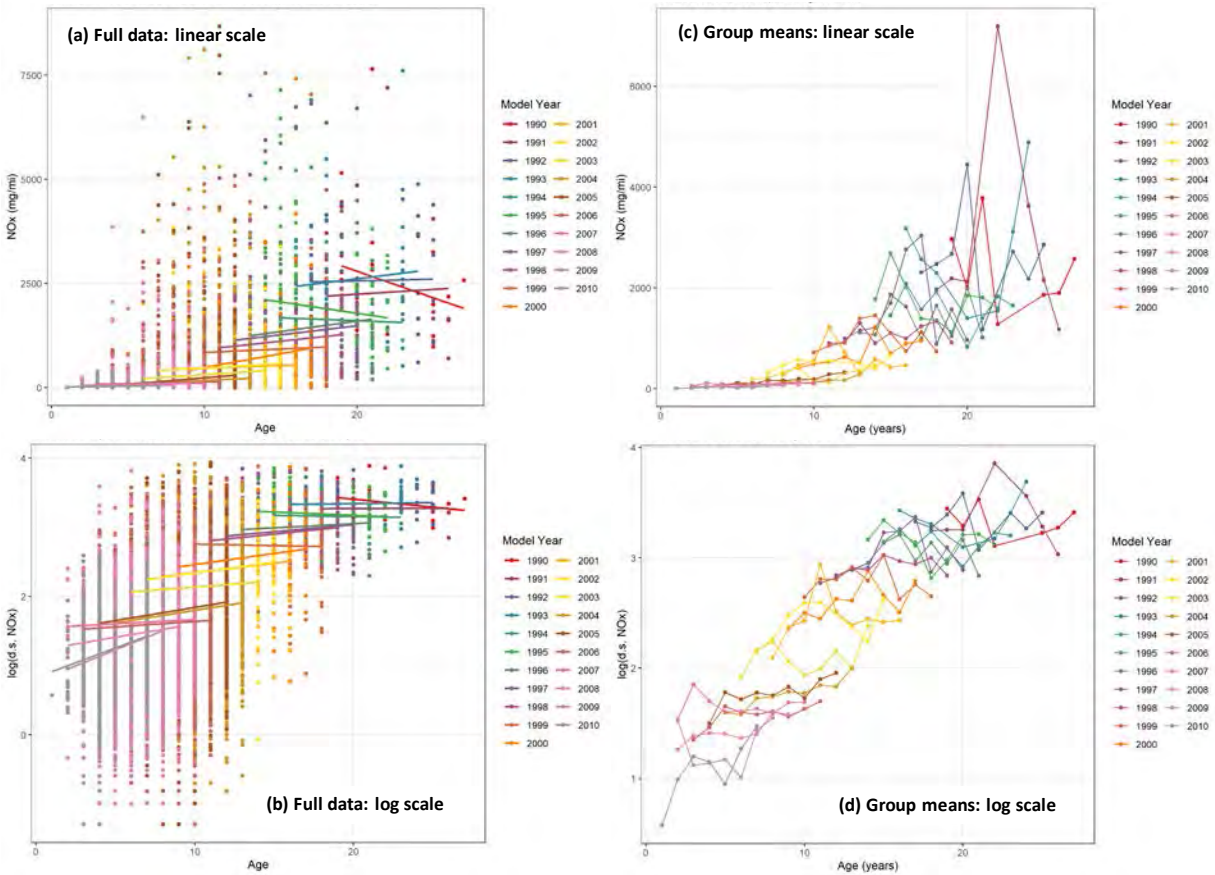 (a) Full data: linear scale
NOx (mg/mi)
7500
5000
2500
0
0 10 20
Age
Model Year
1990 2001
1991 2002
1992 2003
1993 2004
1994 2005
1995 2006
1996 2007
1997 2008
1998 2009
1999 2010
2000
(c) Group means: linear scale
NOx (mg/mi)
6000
4000
2000
0
0 10 20
Age (years)
Model Year
1990 2001
1991 2002
1992 2003
1993 2004
1994 2005
1995 2006
1996 2007
1997 2008
1998 2009
1999 2010
2000
(b) Full data: log scale
log(d.s. NOx)
4
2
0
0 10 20
Age
Model Year
1990 2001
1991 2002
1992 2003
1993 2004
1994 2005
1995 2006
1996 2007
1997 2008
1998 2009
1999 2010
2000
(d) Group means: log scale
log(d.s. NOx)
4
3
2
1
0 10 20
Age (years)
Model Year
1990 2001
1991 2002
1992 2003
1993 2004
1994 2005
1995 2006
1996 2007
1997 2008
1998 2009
1999 2010
2000